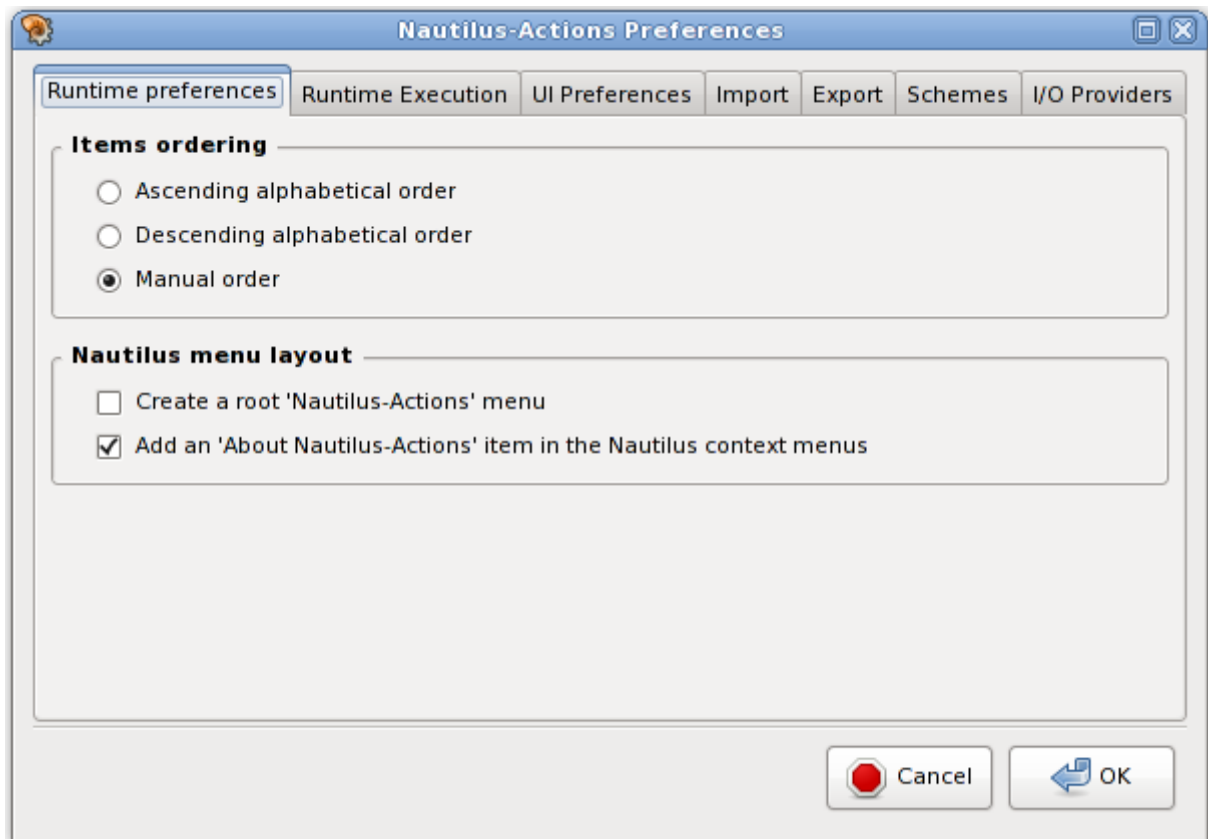 Nautilus-Actions Preferences
Runtime preferences Runtime Execution UI Preferences Import Export Schemes I/O Providers
Items ordering
Ascending alphabetical order
Descending alphabetical order
Manual order
Nautilus menu layout
Create a root 'Nautilus-Actions' menu
Add an 'About Nautilus-Actions' item in the Nautilus context menus
Cancel OK